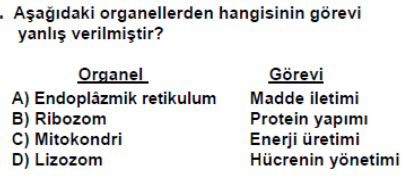 . Aşağıdaki organellerden hangisinin görevi
yanlış verilmiştir?
Organel Görevi
A) Endoplâzmik retikulum Madde iletimi
B) Ribozom Protein yapımı
C) Mitokondri Enerji üretimi
D) Lizozom Hücrenin yönetimi